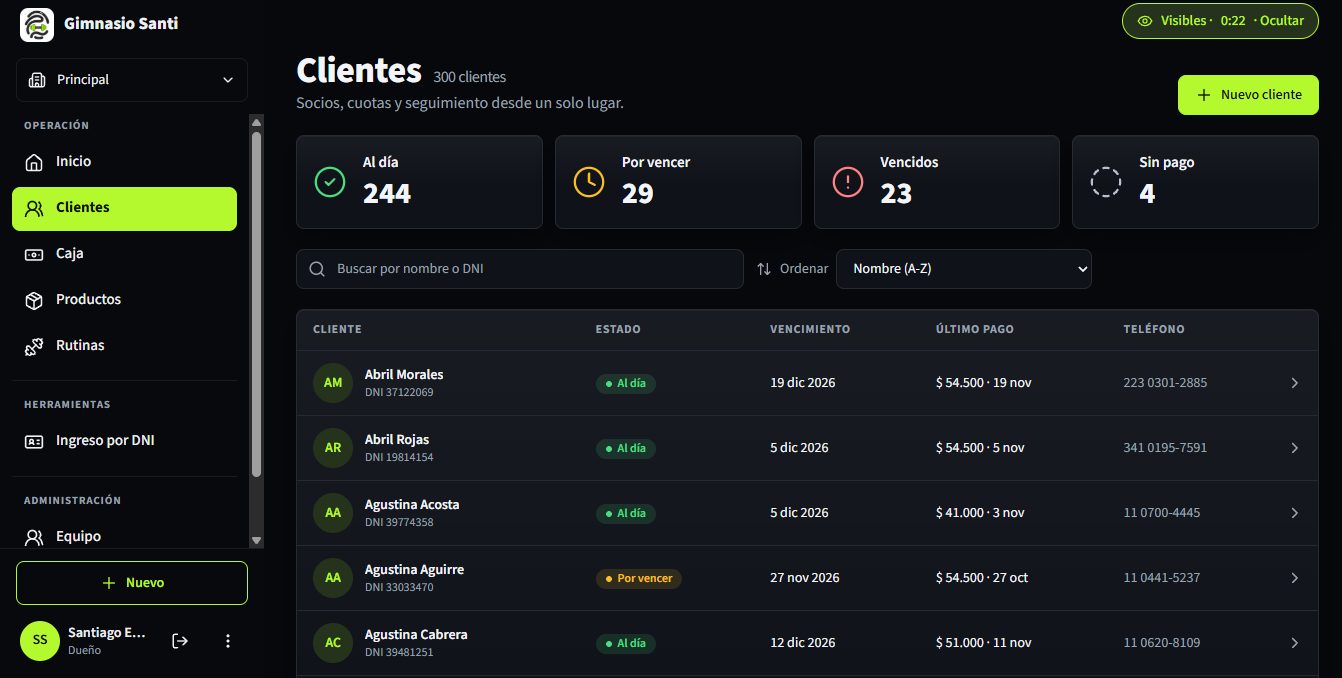 Gimnasio Santi
Visibles · 0:22 · Ocultar
Principal
Clientes 300 clientes
Socios, cuotas y seguimiento desde un solo lugar.
Nuevo cliente
OPERACIÓN
Inicio
Clientes
Caja
Productos
Rutinas
HERRAMIENTAS
Ingreso por DNI
ADMINISTRACIÓN
Equipo
Nuevo
SS
Santiago E...
Dueño
Al día
244
Por vencer
29
Vencidos
23
Sin pago
4
Buscar por nombre o DNI
Ordenar
Nombre (A-Z)
CLIENTE ESTADO VENCIMIENTO ÚLTIMO PAGO TELÉFONO
AM Abril Morales Al día 19 dic 2026 $ 54.500 · 19 nov 223 0301-2885
DNI 37122069
AR Abril Rojas Al día 5 dic 2026 $ 54.500 · 5 nov 341 0195-7591
DNI 19814154
AA Agustina Acosta Al día 5 dic 2026 $ 41.000 · 3 nov 11 0700-4445
DNI 39774358
AA Agustina Aguirre Por vencer 27 nov 2026 $ 54.500 · 27 oct 11 0441-5237
DNI 33033470
AC Agustina Cabrera Al día 12 dic 2026 $ 51.000 · 11 nov 11 0620-8109
DNI 39481251